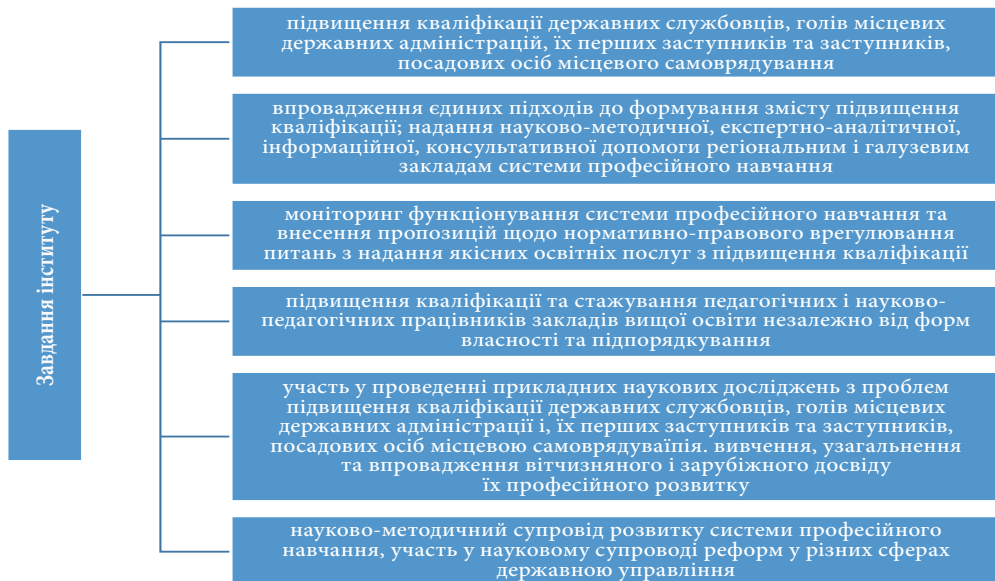 Завдання інституту
підвищення кваліфікації державних службовців, голів місцевих
державних адміністрацій, їх перших заступників та заступників,
посадових осіб місцевого самоврядування
впровадження єдиних підходів до формування змісту підвищення
кваліфікації; надання науково-методичної, експертно-аналітичної,
інформаційної, консультативної допомоги регіональним і галузевим
закладам системи професійного навчання
моніторинг функціонування системи професійного навчання та
внесення пропозицій щодо нормативно-правового врегулювання
питань з надання якісних освітніх послуг з підвищення кваліфікації
підвищення кваліфікації та стажування педагогічних і науково-
педагогічних працівників закладів вищої освіти незалежно від форм
власності та підпорядкування
участь у проведенні прикладних наукових досліджень з проблем
підвищення кваліфікації державних службовців, голів місцевих
державних адміністрації і, їх перших заступників та заступників,
посадових осіб місцевою самоврядуваїпія. вивчення, узагальнення
та впровадження вітчизняного і зарубіжного досвіду
їх професійного розвитку
науково-методичний супровід розвитку системи професійного
навчання, участь у науковому супроводі реформ у різних сферах
державною управління